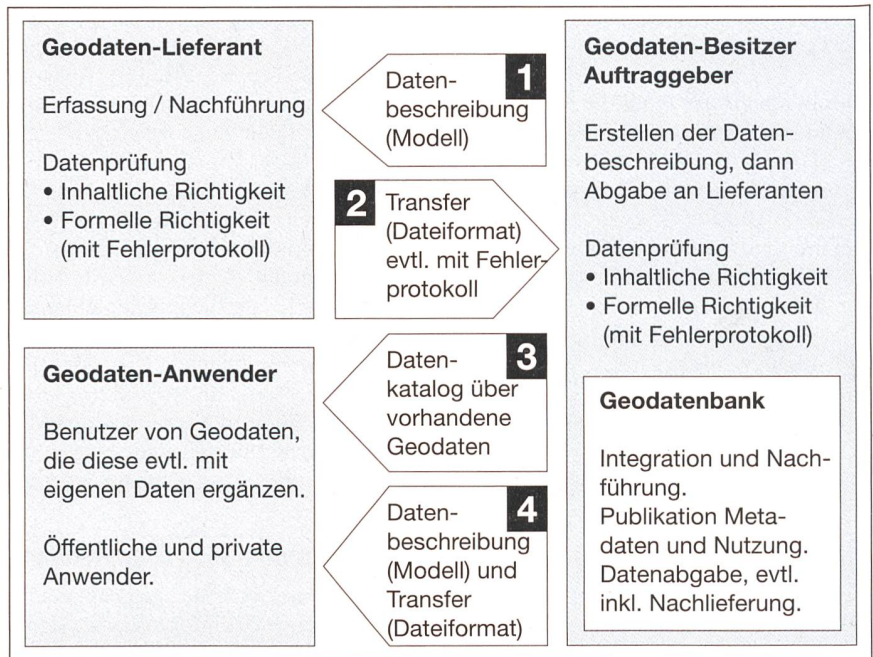 Geodaten-Lieferant
Erfassung / Nachführung
Datenprüfung
• Inhaltliche Richtigkeit
• Formelle Richtigkeit
(mit Fehlerprotokoll)
1
Daten-
beschreibung
(Modell)
2
Transfer
(Dateiformat)
evtl. mit Fehler-
protokoll
Geodaten-Besitzer
Auftraggeber
Erstellen der Daten-
beschreibung, dann
Abgabe an Lieferanten
Datenprüfung
• Inhaltliche Richtigkeit
• Formelle Richtigkeit
(mit Fehlerprotokoll)
Geodaten-Anwender
Benutzer von Geodaten,
die diese evtl. mit
eigenen Daten ergänzen.
Öffentliche und private
Anwender.
3
Daten-
katalog über
vorhandene
Geodaten
4
Daten-
beschreibung
(Modell) und
Transfer
(Dateiformat)
Geodatenbank
Integration und Nach-
führung.
Publikation Meta-
daten und Nutzung.
Datenabgabe, evtl.
inkl. Nachlieferung.